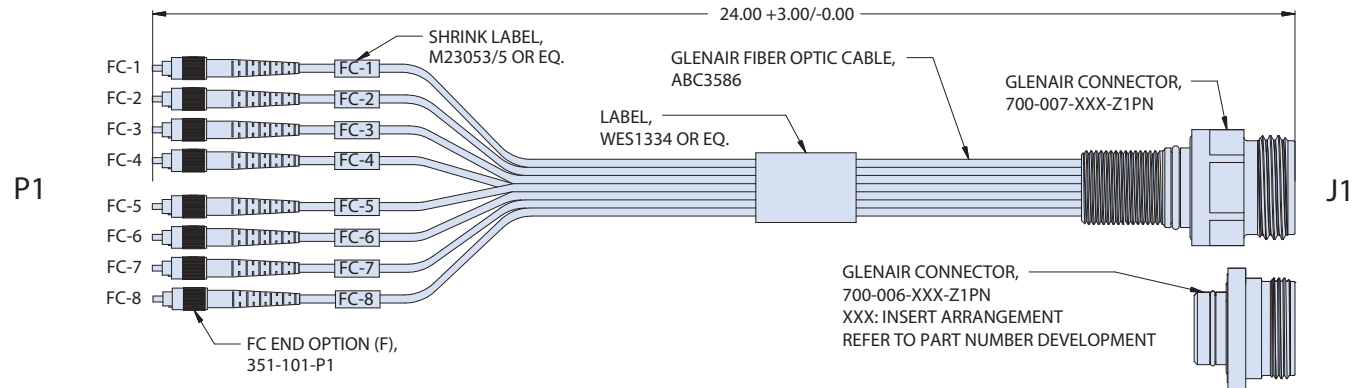 24.00 +3.00/-0.00
SHRINK LABEL,
M23053/5 OR EQ.
GLENAIR FIBER OPTIC CABLE,
ABC3586
GLENAIR CONNECTOR,
700-007-XXX-Z1PN
LABEL,
WES1334 OR EQ.
FC-1
FC-1
FC-2
FC-2
FC-3
FC-3
FC-4
FC-4
P1
J1
FC-5
FC-5
FC-6
FC-6
FC-7
FC-7
FC-8
FC-8
GLENAIR CONNECTOR,
700-006-XXX-Z1PN
XXX: INSERT ARRANGEMENT
REFER TO PART NUMBER DEVELOPMENT
FC END OPTION (F),
351-101-P1